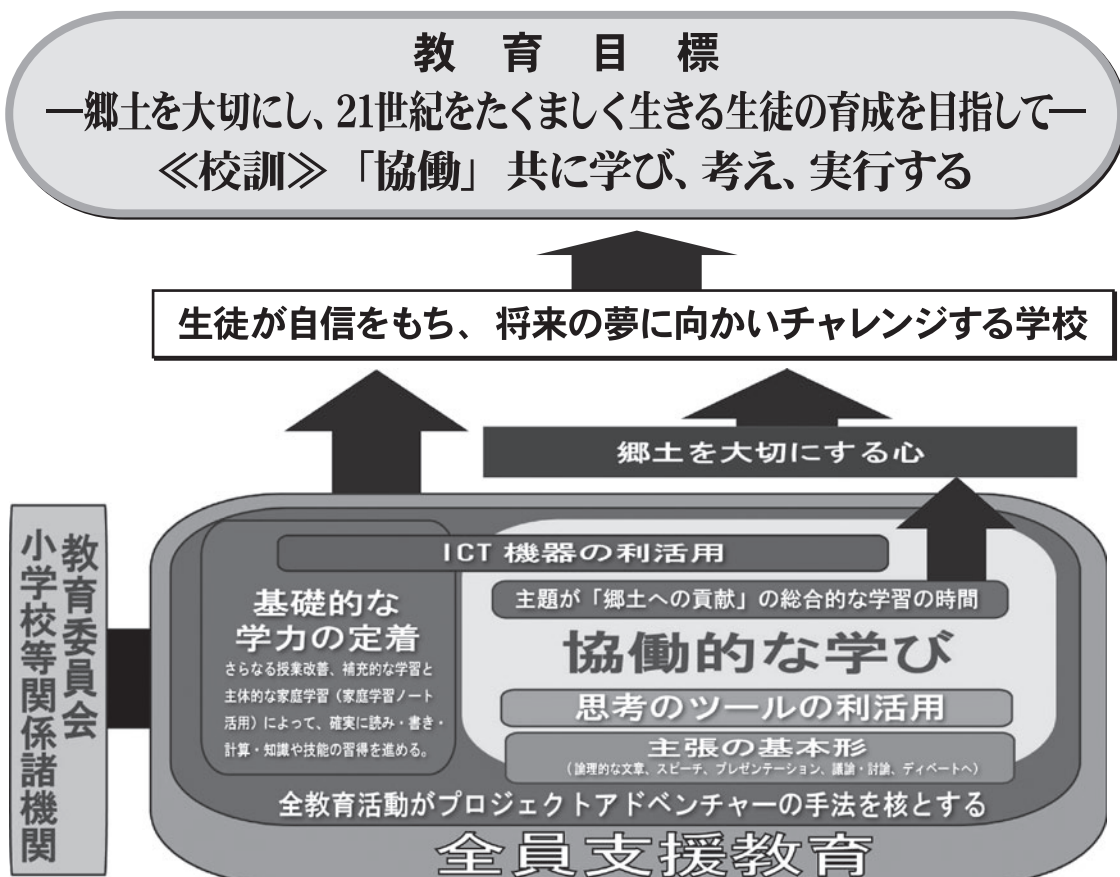 教育目標
―郷土を大切にし、21世紀をたくましく生きる生徒の育成を目指して―
≪校訓≫「協働」共に学び、考え、実行する
生徒が自信をもち、将来の夢に向かいチャレンジする学校
郷土を大切にする心
教育委員会
小学校等関係諸機関
ICT 機器の利活用
基礎的な
学力の定着
さらなる授業改善、補充的な学習と
主体的な家庭学習（家庭学習ノート
活用）によって、確実に読み・書き・
計算・知識や技能の習得を進める。
主題が「郷土への貢献」の総合的な学習の時間
協働的な学び
思考のツールの利活用
主張の基本形
（論理的な文章、スピーチ、プレゼンテーション、議論・討論、ディベートへ）
全教育活動がプロジェクトアドベンチャーの手法を核とする
全員支援教育